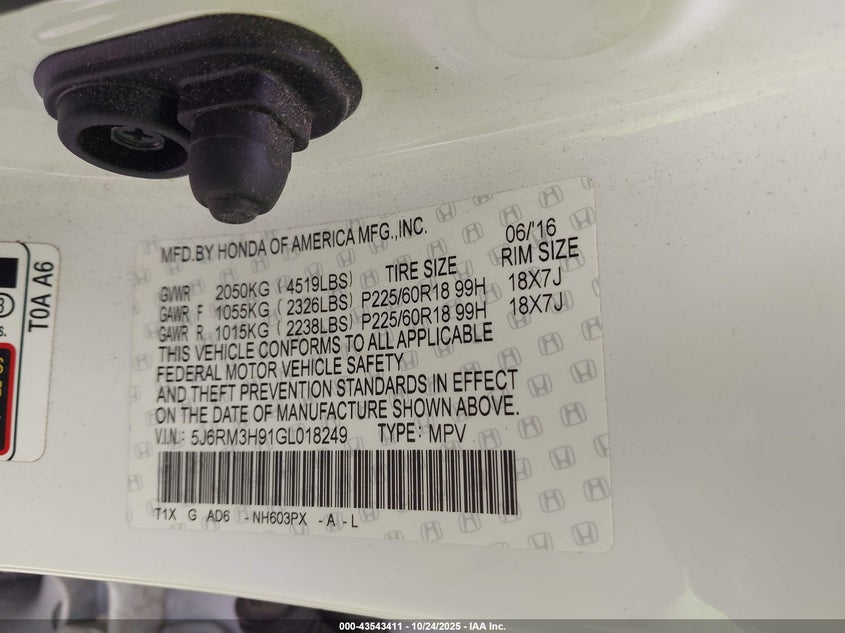 MFD.BY HONDA OF AMERICA MFG.,INC. 06/'16
TIRE SIZE RIM SIZE
GVWR 2050KG (4519LBS)
GAWR F 1055KG (2326LBS) P225/60R18 99H 18X7J
GAWR R 1015KG (2238LBS) P225/60R18 99H 18X7J
THIS VEHICLE CONFORMS TO ALL APPLICABLE
FEDERAL MOTOR VEHICLE SAFETY
AND THEFT PREVENTION STANDARDS IN EFFECT
ON THE DATE OF MANUFACTURE SHOWN ABOVE.
V.I.N.: 5J6RM3H91GL018249 TYPE: MPV
T1X G AD6 -NH603PX -A -L
T0A A6
000-43543411 - 10/24/2025 - IAA Inc.